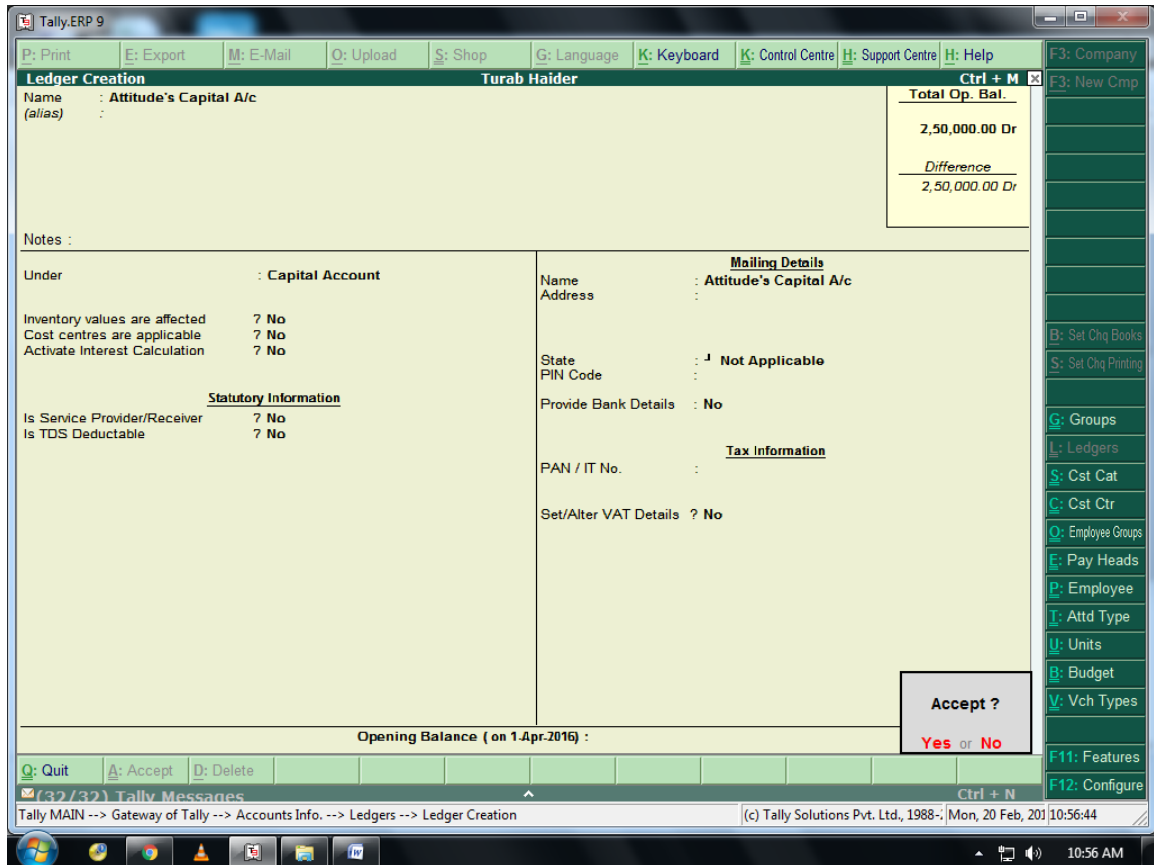 Tally.ERP 9
P: Print E: Export M: E-Mail O: Upload S: Shop G: Language K: Keyboard K: Control Centre H: Support Centre H: Help
F3: Company
Ledger Creation Turab Haider Ctrl + M
F3: New Cmp
Name : Attitude's Capital A/c
(alias) :
Total Op. Bal.
2,50,000.00 Dr
Difference
2,50,000.00 Dr
Notes :
Under : Capital Account
Inventory values are affected ? No
Cost centres are applicable ? No
Activate Interest Calculation ? No
Statutory Information
Is Service Provider/Receiver ? No
Is TDS Deductable ? No
Mailing Details
Name : Attitude's Capital A/c
Address :
State : ┘ Not Applicable
PIN Code :
Provide Bank Details : No
Tax Information
PAN / IT No. :
Set/Alter VAT Details ? No
B: Set Chq Books
S: Set Chq Printing
G: Groups
L: Ledgers
S: Cst Cat
C: Cst Ctr
O: Employee Groups
E: Pay Heads
P: Employee
T: Attd Type
U: Units
B: Budget
V: Vch Types
F11: Features
F12: Configure
Accept ?
Yes or No
Opening Balance ( on 1-Apr-2016) :
Q: Quit A: Accept D: Delete
(32/32) Tally Messages Ctrl + N
Tally MAIN --> Gateway of Tally --> Accounts Info. --> Ledgers --> Ledger Creation (c) Tally Solutions Pvt. Ltd., 1988-2 Mon, 20 Feb, 201 10:56:44
10:56 AM